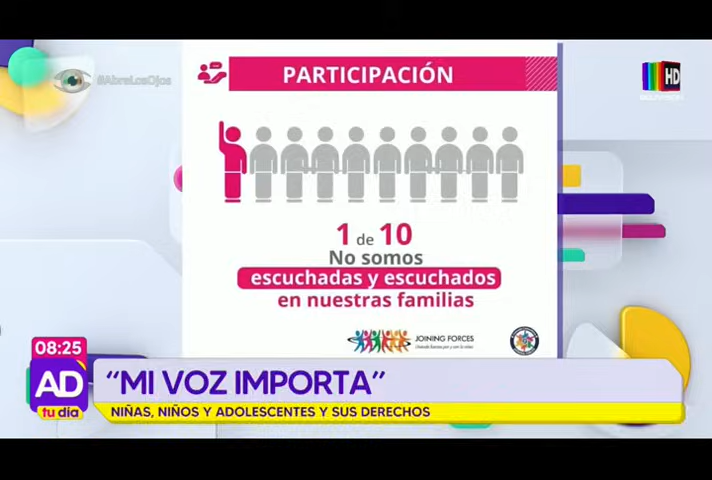 #AbreLosOjos
PARTICIPACIÓN
HD
1 de 10
No somos
escuchadas y escuchados
en nuestras familias
JOINING FORCES
08:25
AD
tu día
“MI VOZ IMPORTA”
NIÑAS, NIÑOS Y ADOLESCENTES Y SUS DERECHOS